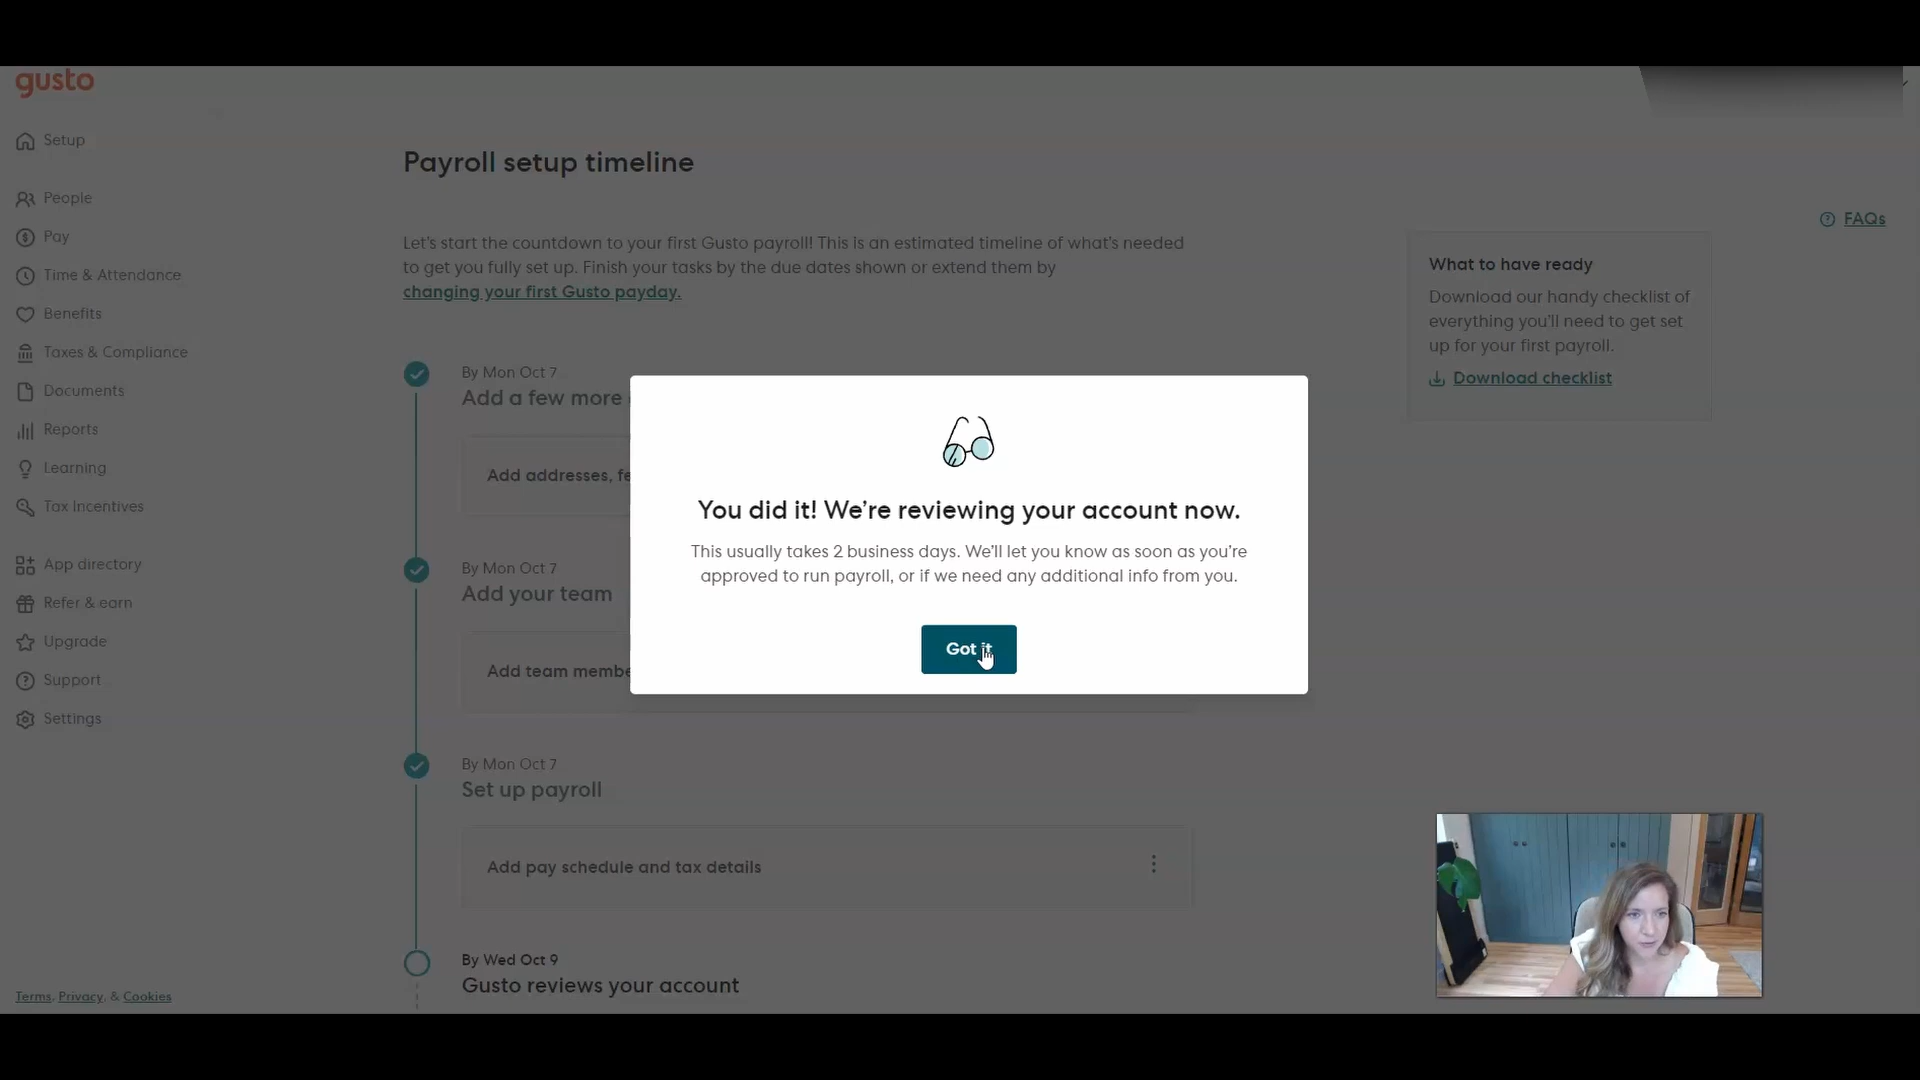 gusto
Setup
People
Pay
Time & Attendance
Benefits
Taxes & Compliance
Documents
Reports
Learning
Tax Incentives
App directory
Refer & earn
Upgrade
Support
Settings
Terms, Privacy, & Cookies
Payroll setup timeline
Let's start the countdown to your first Gusto payroll! This is an estimated timeline of what's needed
to get you fully set up. Finish your tasks by the due dates shown or extend them by
changing your first Gusto payday.
By Mon Oct 7
Add a few more
Add addresses, fe
By Mon Oct 7
Add your team
Add team membe
By Mon Oct 7
Set up payroll
Add pay schedule and tax details
By Wed Oct 9
Gusto reviews your account
You did it! We're reviewing your account now.
This usually takes 2 business days. We'll let you know as soon as you're
approved to run payroll, or if we need any additional info from you.
Got it
FAQs
What to have ready
Download our handy checklist of
everything you'll need to get set
up for your first payroll.
Download checklist